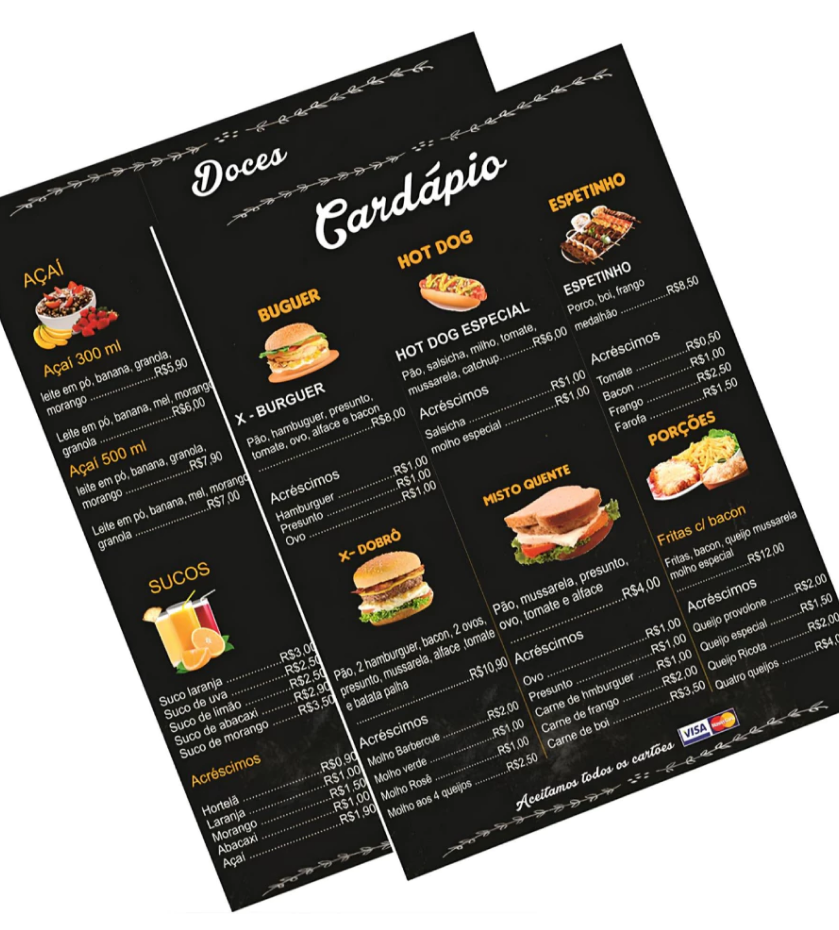 Doces
AÇAÍ
Açaí 300 ml
leite em pó, banana, granola,
morango ........................R$5,90
Leite em pó, banana, mel, morango
granola ........................R$6,00
Açaí 500 ml
leite em pó, banana, granola,
morango ........................R$7,90
Leite em pó, banana, mel, morango
granola ........................R$7,00
SUCOS
Suco laranja ........................R$3,00
Suco de uva ........................R$2,50
Suco de limão ........................R$2,50
Suco de abacaxi ........................R$2,90
Suco de morango ........................R$3,50
Acréscimos
Hortelã ........................R$0,90
Laranja ........................R$1,00
Morango ........................R$1,50
Abacaxi ........................R$1,00
Açaí ........................R$1,90
Cardápio
BUGUER
X - BURGUER
Pão, hambuguer, presunto,
tomate, ovo, alface e bacon
........................R$8,00
Acréscimos
Hamburguer ........................R$1,00
Presunto ........................R$1,00
Ovo ........................R$1,00
X- DOBRÔ
Pão, 2 hamburguer, bacon, 2 ovos,
presunto, mussarela, alface ,tomate
e batata palha
........................R$10,90
Acréscimos
Molho Barbercue ........................R$2,00
Molho verde ........................R$1,00
Molho Rosê ........................R$1,00
Molho aos 4 queijos ........................R$2,50
HOT DOG
HOT DOG ESPECIAL
Pão, salsicha, milho, tomate,
mussarela, catchup............R$6,00
Acréscimos
Salsicha ........................R$1,00
molho especial ........................R$1,00
MISTO QUENTE
Pão, mussarela, presunto,
ovo, tomate e alface
........................R$4,00
Acréscimos
Ovo ........................R$1,00
Presunto ........................R$1,00
Carne de hmburguer ............R$1,00
Carne de frango ............R$2,00
Carne de boi ........................R$3,50
ESPETINHO
ESPETINHO
Porco, boi, frango
medalhão ..................R$8,50
Acréscimos
Tomate ........................R$0,50
Bacon ........................R$1,00
Frango ........................R$2,50
Farofa ........................R$1,50
PORÇÕES
Fritas c/ bacon
Fritas, bacon, queijo mussarela
molho especial
........................R$12,00
Acréscimos
Queijo provolone ............R$2,00
Queijo especial ............R$1,50
Queijo Ricota ............R$2,0
Quatro queijos ............R$4,0
Aceitamos todos os cartões
VISA